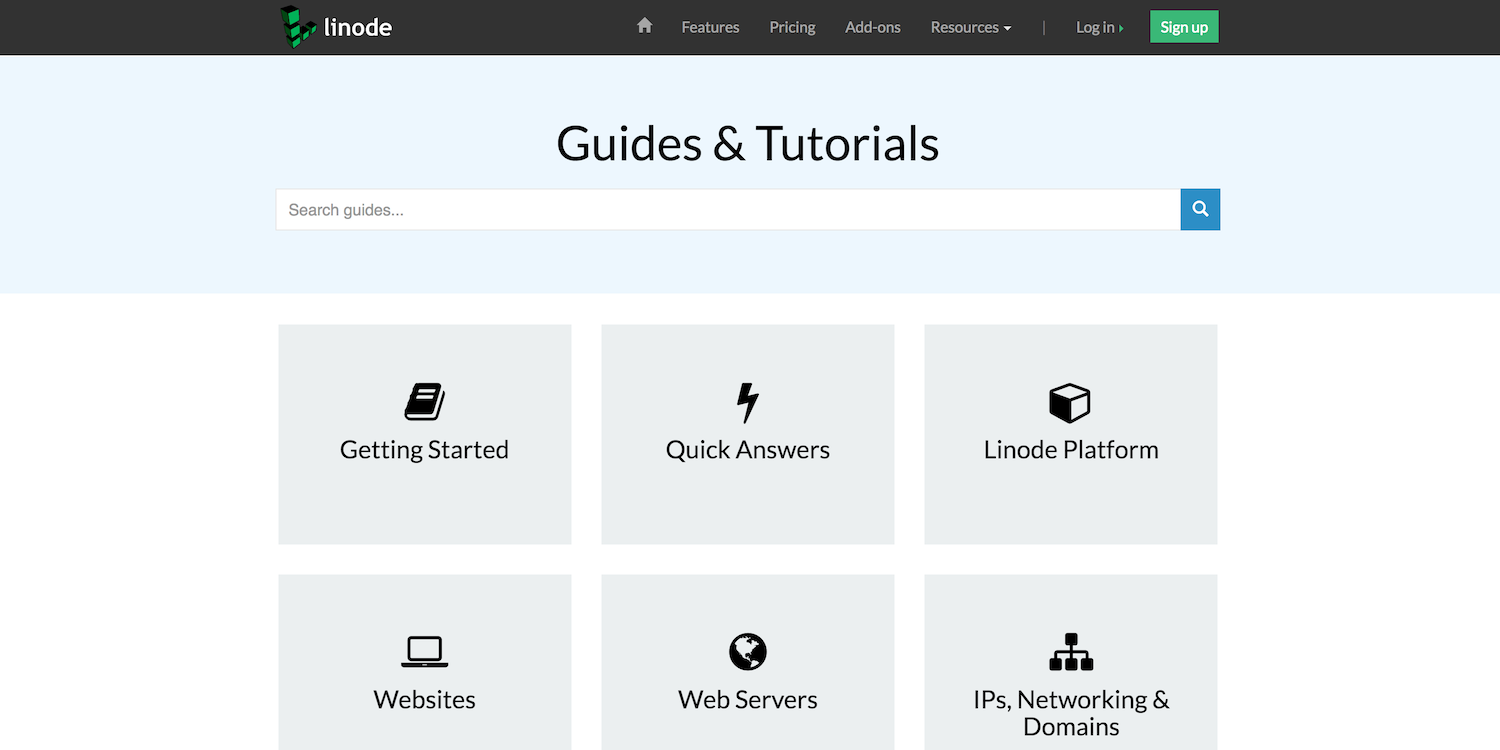 linode
Features
Pricing
Add-ons
Resources
|
Log in
Sign up
Guides & Tutorials
Search guides...
Getting Started
Quick Answers
Linode Platform
Websites
Web Servers
IPs, Networking &
Domains